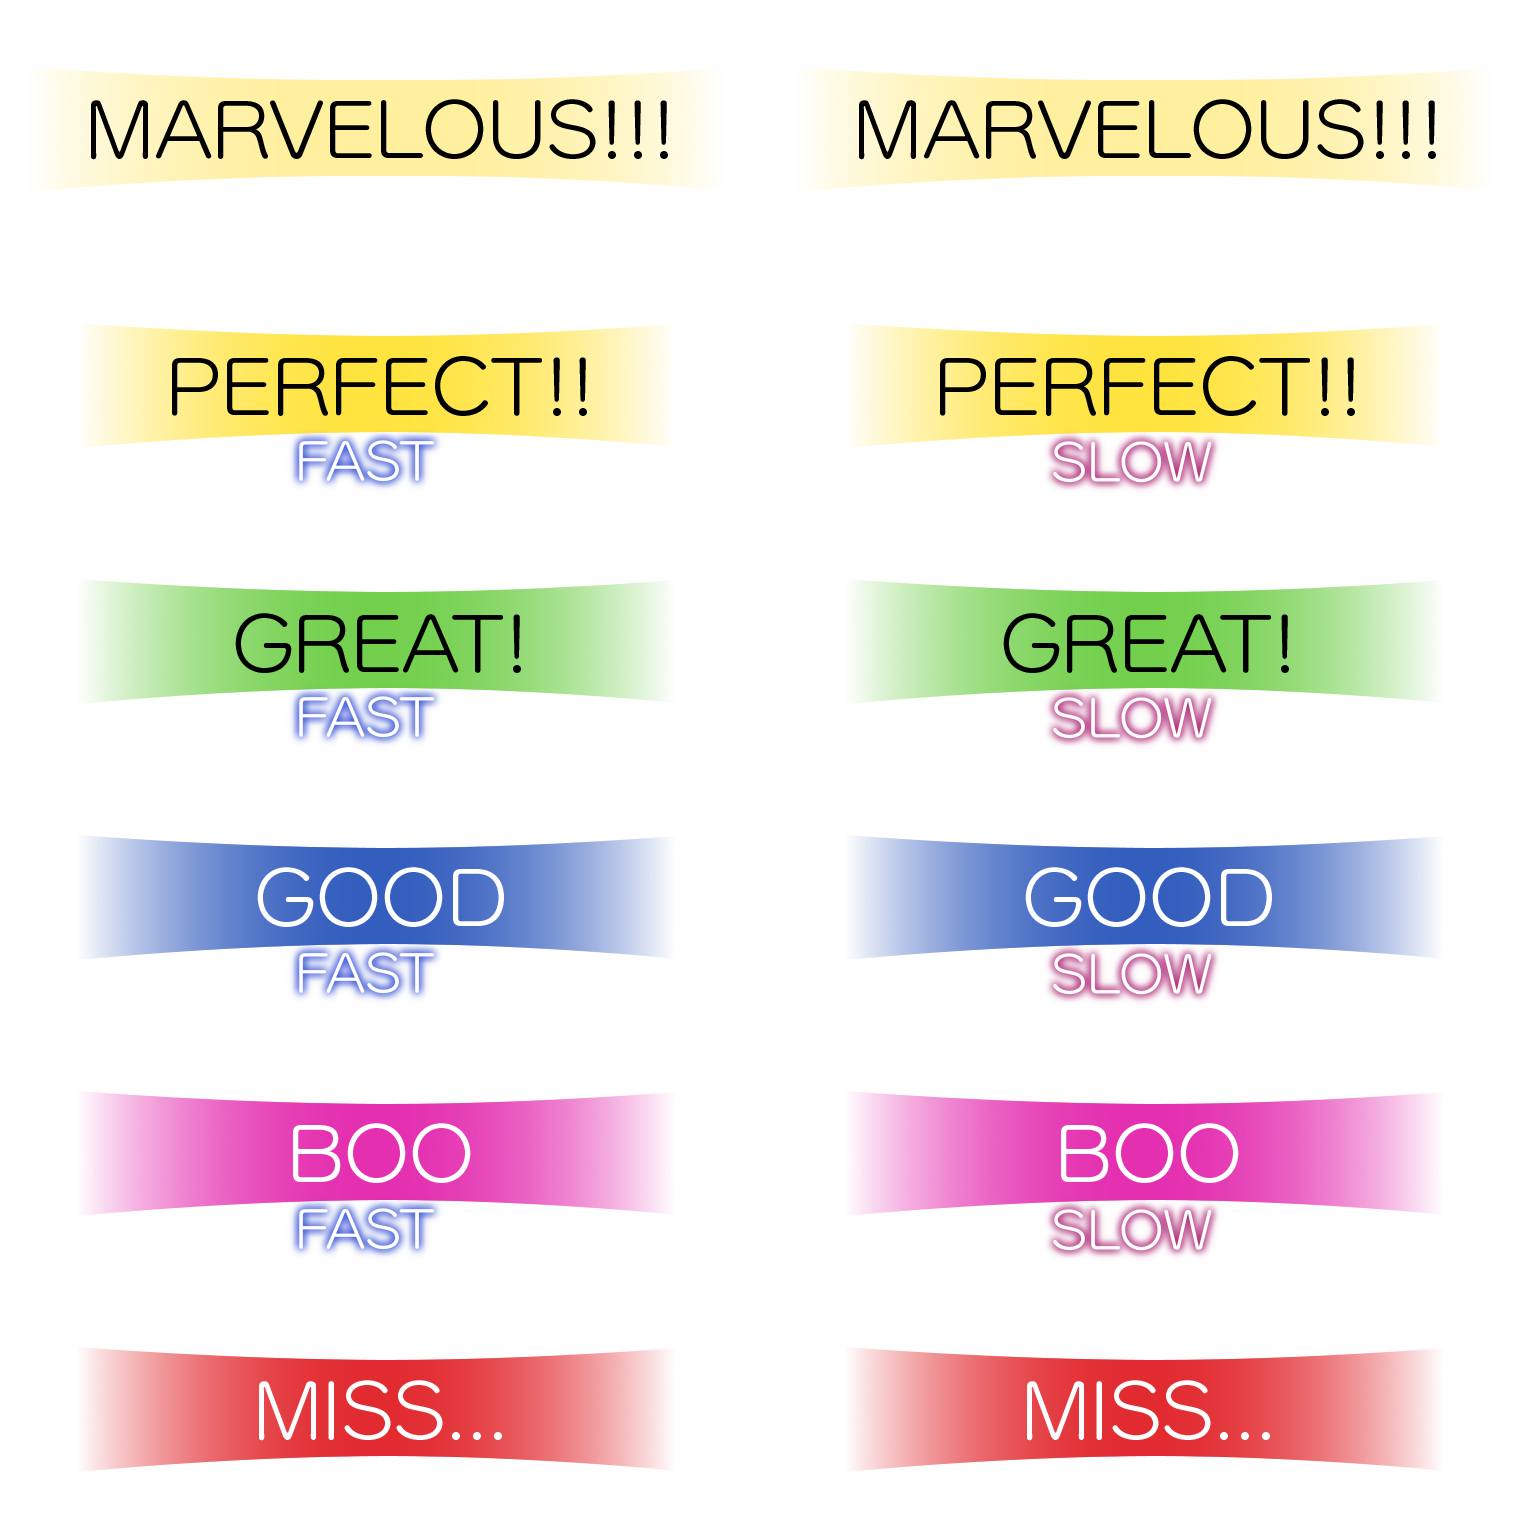 MARVELOUS!!! MARVELOUS!!!
PERFECT!! PERFECT!!
FAST SLOW
GREAT! GREAT!
FAST SLOW
GOOD GOOD
FAST SLOW
BOO BOO
FAST SLOW
MISS... MISS...